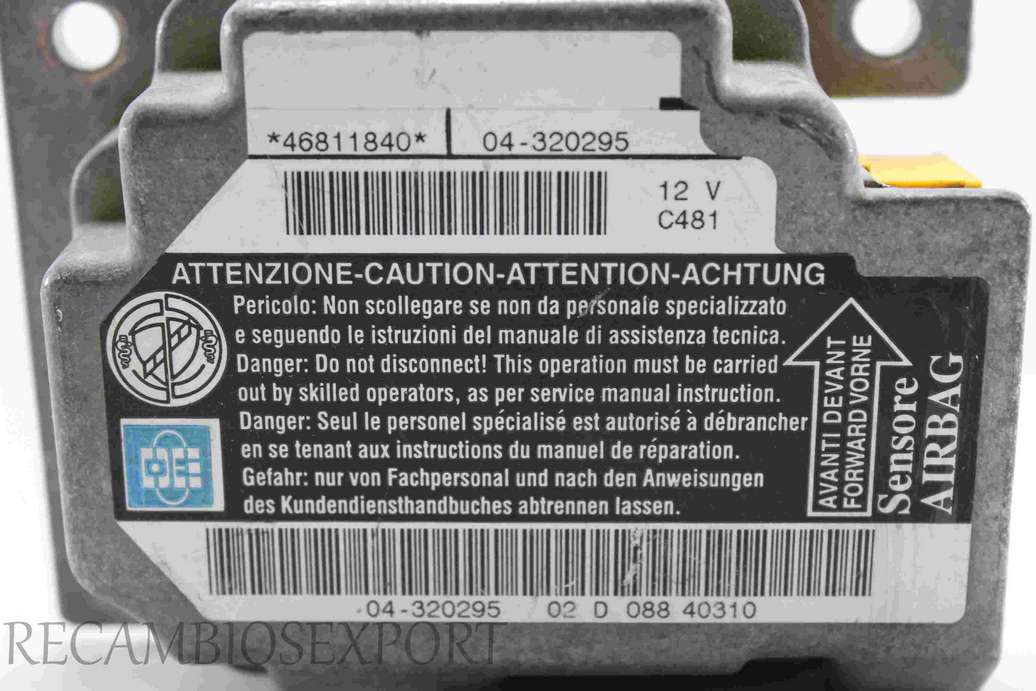 *46811840* 04-320295
12 V
C481
ATTENZIONE-CAUTION-ATTENTION-ACHTUNG
Pericolo: Non scollegare se non da personale specializzato
e seguendo le istruzioni del manuale di assistenza tecnica.
Danger: Do not disconnect! This operation must be carried
out by skilled operators, as per service manual instruction.
Danger: Seul le personel spécialisé est autorisé à débrancher
en se tenant aux instructions du manuel de réparation.
Gefahr: nur von Fachpersonal und nach den Anweisungen
des Kundendiensthandbuches abtrennen lassen.
AVANTI DEVANT
FORWARD VORNE
Sensore
AIRBAG
04-320295 02 D 088 40310
RECAMBIOSEXPORT